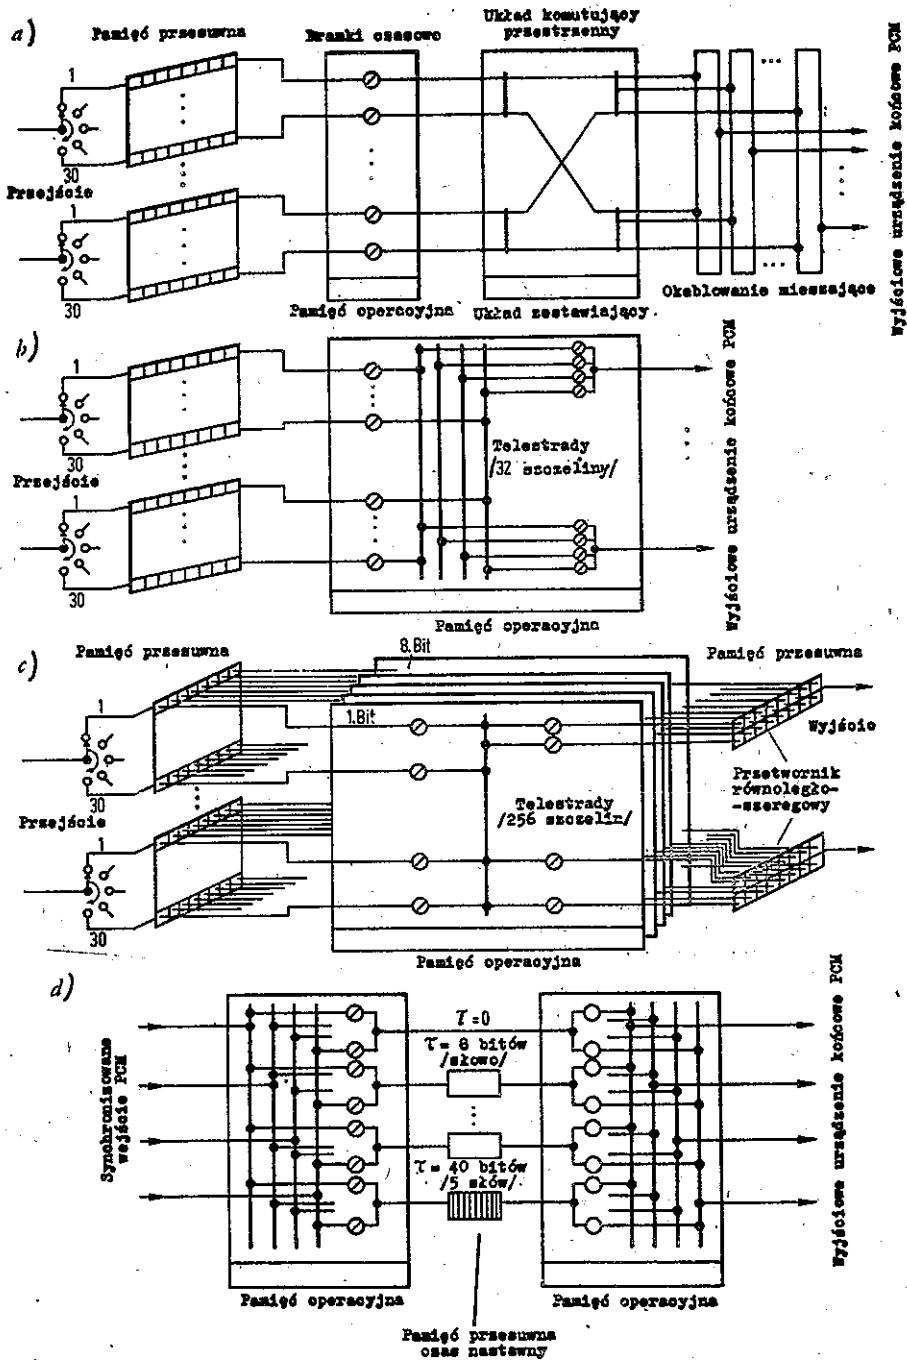 a)
Pamięć przesuwna
Bramki czasowe
Układ komutujący
przestrzenny
1
30
Przejście
1
30
Pamięć operacyjna
Układ zestawiający
Okablowanie mieszające
Wyjściowe urządzenie końcowe PCM
b)
1
30
Przejście
1
30
Telestrady
/32 szczeliny/
Pamięć operacyjna
Wyjściowe urządzenie końcowe PCM
c)
Pamięć przesuwna
8.Bit
Pamięć przesuwna
1.Bit
1
30
Przejście
1
30
Telestrady
/256 szczelin/
Wyjście
Przetwornik
równoległo-
-szeregowy
Pamięć operacyjna
d)
Synchronizowane
wejście PCM
τ=0
τ= 8 bitów
/słowo/
τ= 40 bitów
/5 słów/
Pamięć operacyjna
Pamięć operacyjna
Pamięć przesuwna
czas nastawny
Wyjściowe urządzenie końcowe PCM